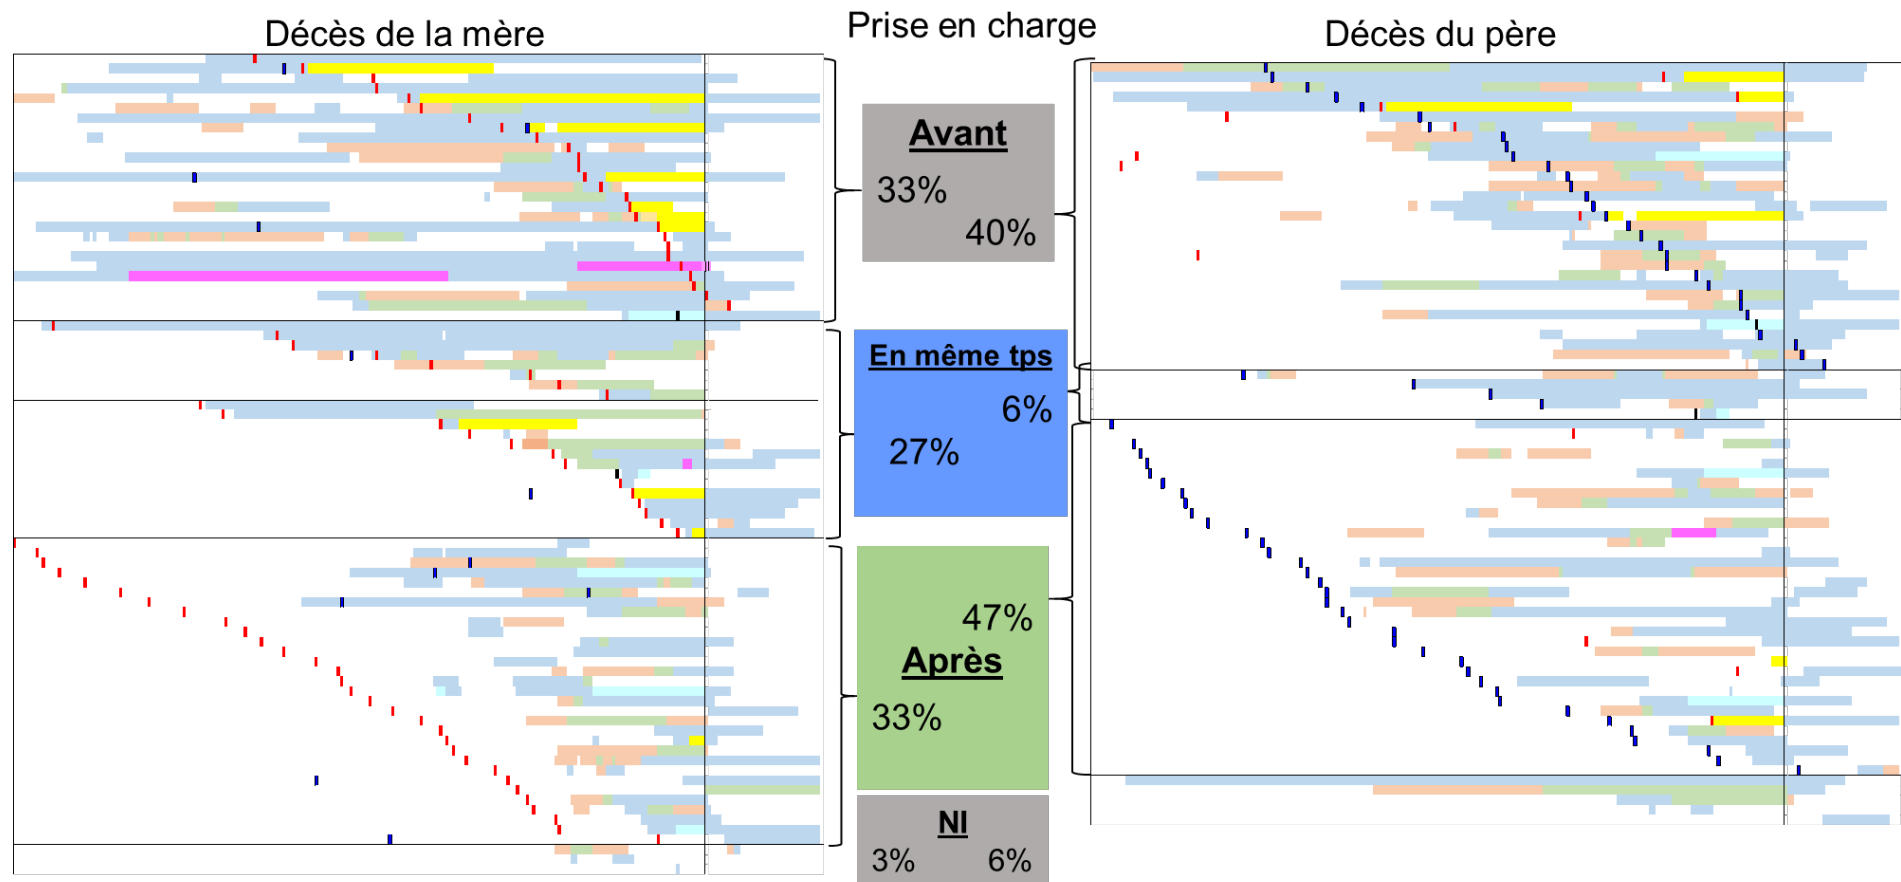 Décès de la mère
Prise en charge
Décès du père
Avant
33%
40%
En même tps
6%
27%
47%
Après
33%
NI
3% 6%